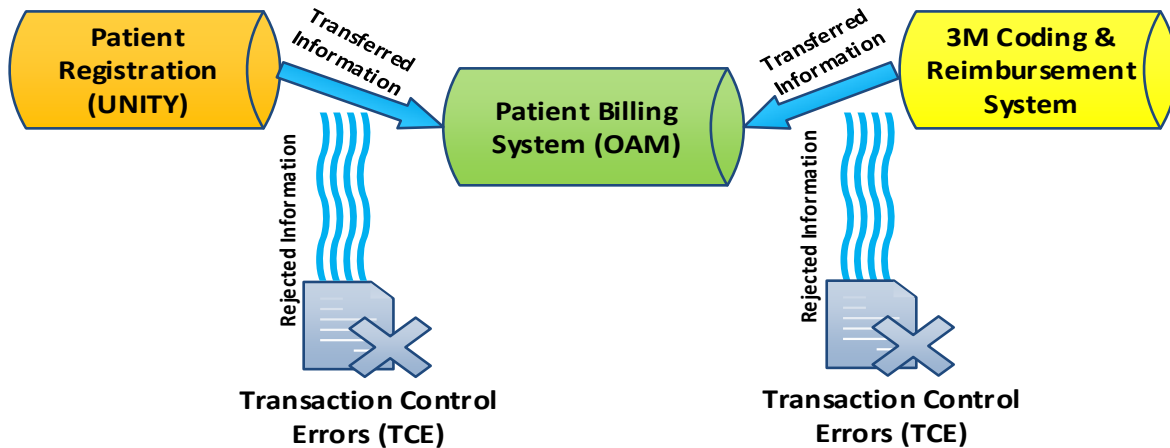 Patient
Registration
(UNITY)
Transferred
Information
Patient Billing
System (OAM)
Transferred
Information
3M Coding &
Reimbursement
System
Rejected Information
Transaction Control
Errors (TCE)
Rejected Information
Transaction Control
Errors (TCE)